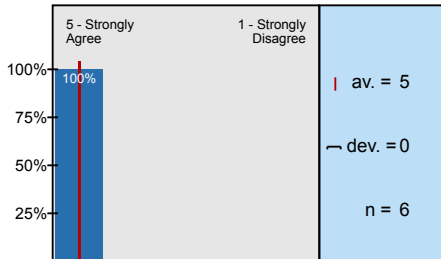 5 - Strongly
Agree
1 - Strongly
Disagree
100%
100%
75%
50%
25%
av. = 5
dev. =0
n = 6